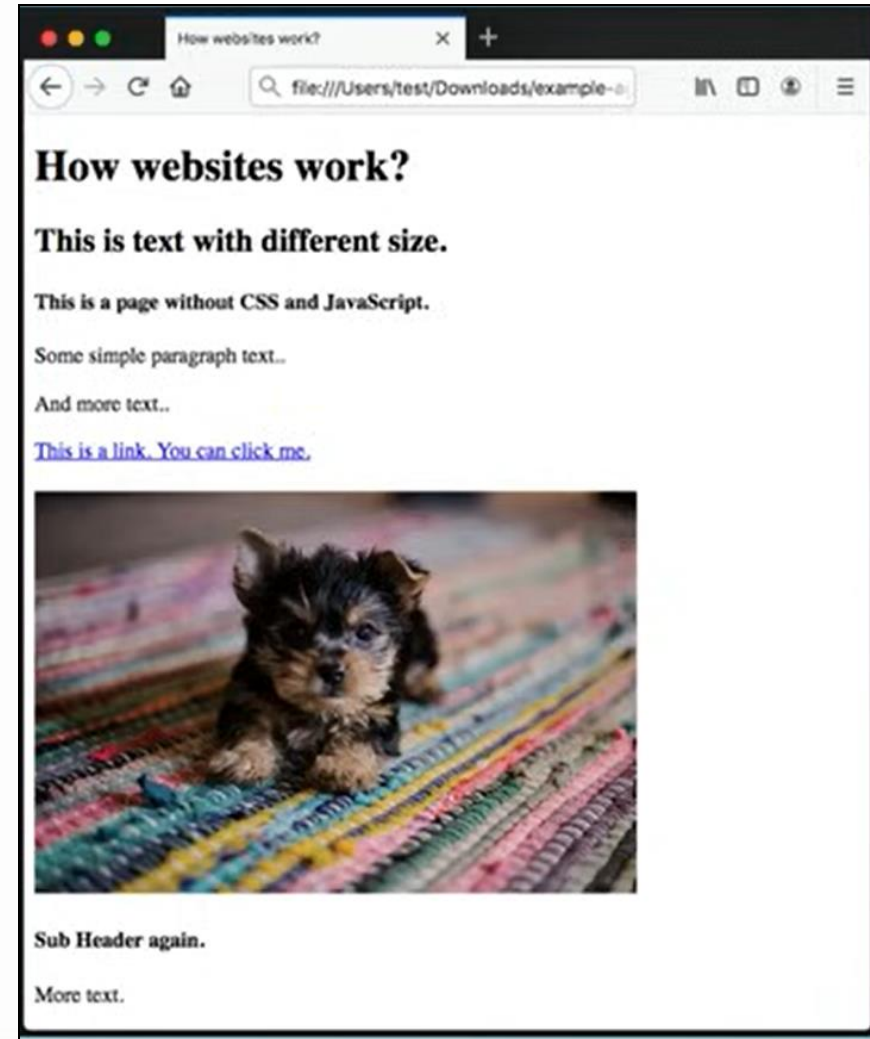 How websites work?
file:///Users/test/Downloads/example-a
How websites work?
This is text with different size.
This is a page without CSS and JavaScript.
Some simple paragraph text..
And more text..
This is a link. You can click me.
Sub Header again.
More text.